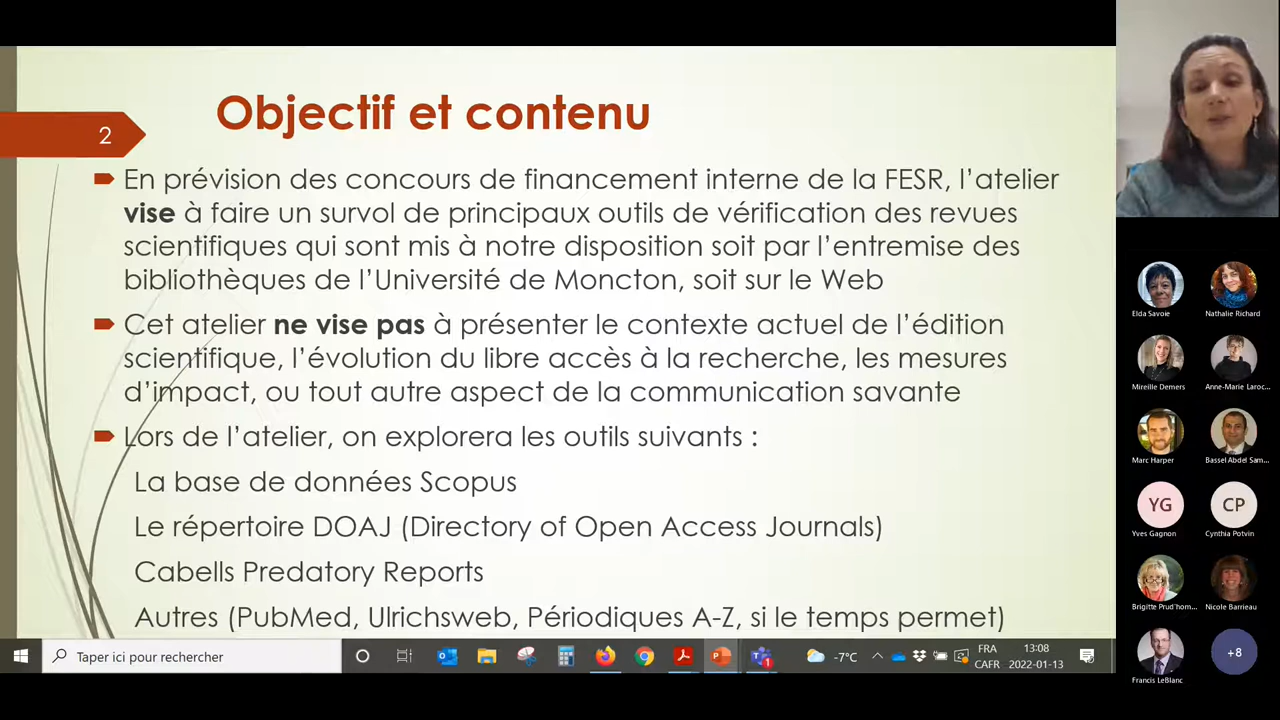 Objectif et contenu
2
En prévision des concours de financement interne de la FESR, l’atelier
vise à faire un survol de principaux outils de vérification des revues
scientifiques qui sont mis à notre disposition soit par l’entremise des
bibliothèques de l’Université de Moncton, soit sur le Web
Cet atelier ne vise pas à présenter le contexte actuel de l’édition
scientifique, l’évolution du libre accès à la recherche, les mesures
d’impact, ou tout autre aspect de la communication savante
Lors de l’atelier, on explorera les outils suivants :
La base de données Scopus
Le répertoire DOAJ (Directory of Open Access Journals)
Cabells Predatory Reports
Autres (PubMed, Ulrichsweb, Périodiques A-Z, si le temps permet)
Elda Savoie
Nathalie Richard
Mireille Demers
Anne-Marie Laroc...
Marc Harper
Bassel Abdel Sam...
YG
CP
Yves Gagnon
Cynthia Potvin
Brigitte Prud'hom...
Nicole Barrieau
+8
Francis LeBlanc
Taper ici pour rechercher
-7°C
FRA
CAFR
13:08
2022-01-13